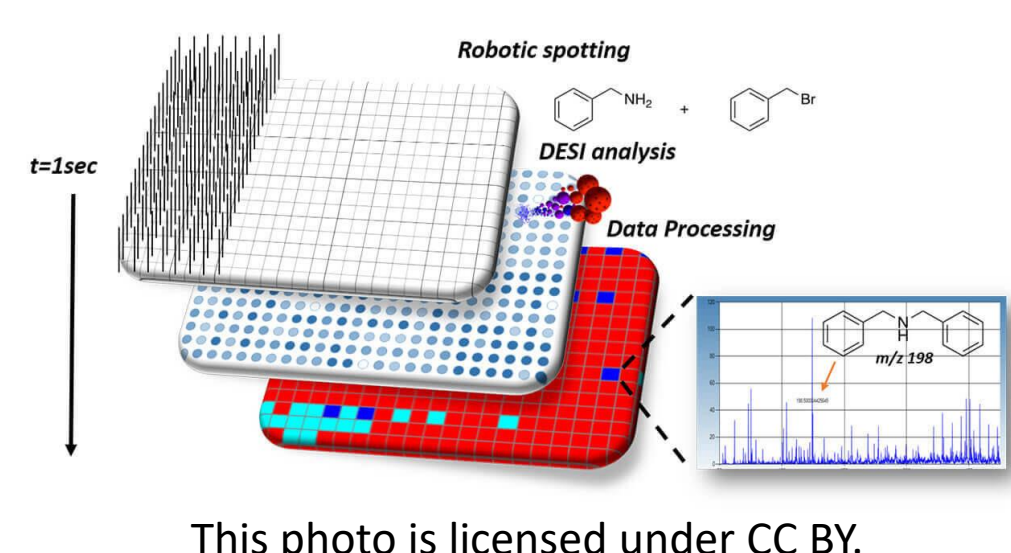 Robotic spotting
NH2
+
Br
t=1sec
DESI analysis
Data Processing
N
H
m/z 198
This photo is licensed under CC BY.